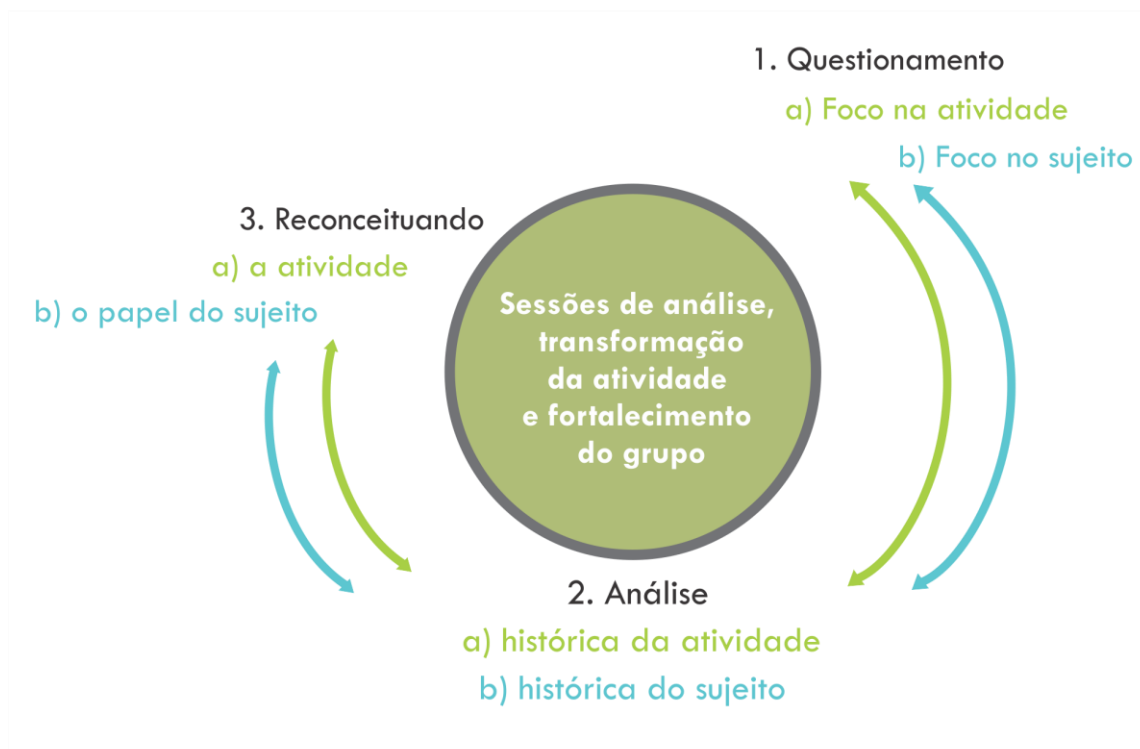 1. Questionamento
a) Foco na atividade
b) Foco no sujeito
3. Reconceituando
a) a atividade
b) o papel do sujeito
Sessões de análise,
transformação
da atividade
e fortalecimento
do grupo
2. Análise
a) histórica da atividade
b) histórica do sujeito